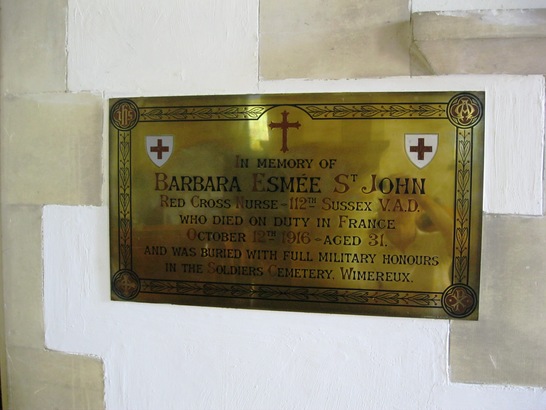 IHS
IN MEMORY OF
BARBARA ESMÉE ST JOHN
RED CROSS NURSE - 112TH SUSSEX V.A.D.
WHO DIED ON DUTY IN FRANCE
OCTOBER 12TH 1916 - AGED 31.
AND WAS BURIED WITH FULL MILITARY HONOURS
IN THE SOLDIERS CEMETERY, WIMEREUX.